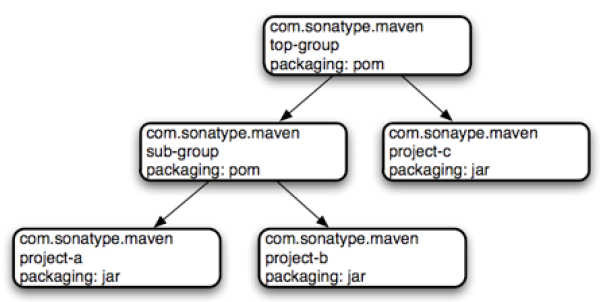 com.sonatype.maven
top-group
packaging: pom
com.sonatype.maven
sub-group
packaging: pom
com.sonaype.maven
project-c
packaging: jar
com.sonatype.maven
project-a
packaging: jar
com.sonatype.maven
project-b
packaging: jar